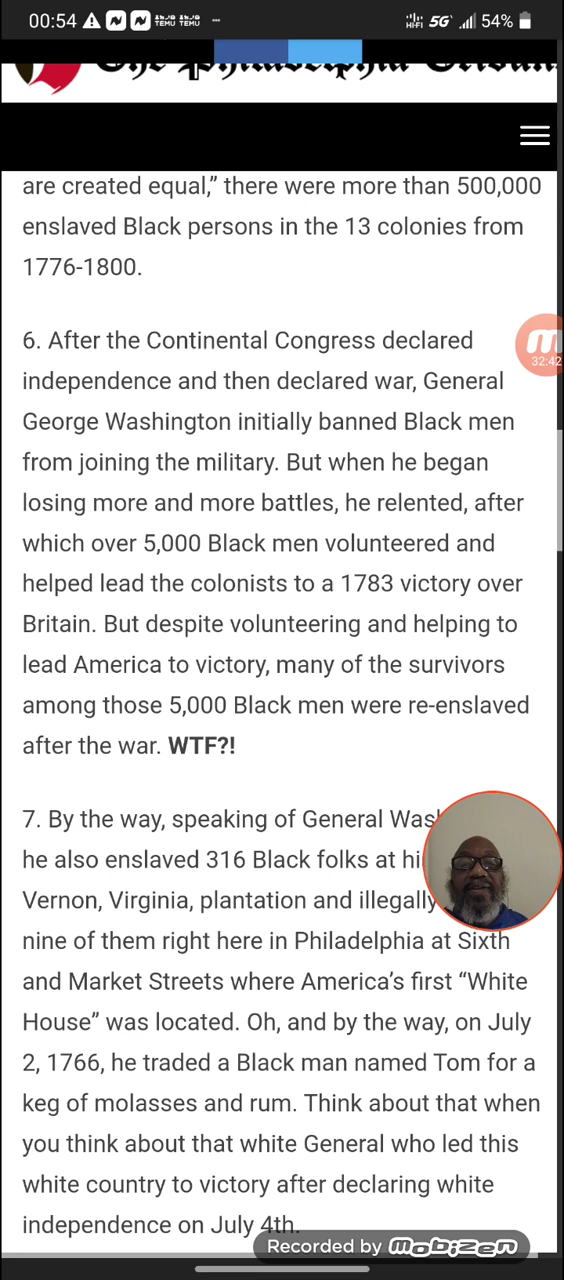 00:54 TEMU TEMU HiFi 5G 54%
The Philadelphia Tribune
are created equal,” there were more than 500,000
enslaved Black persons in the 13 colonies from
1776-1800.
6. After the Continental Congress declared
independence and then declared war, General
George Washington initially banned Black men
from joining the military. But when he began
losing more and more battles, he relented, after
which over 5,000 Black men volunteered and
helped lead the colonists to a 1783 victory over
Britain. But despite volunteering and helping to
lead America to victory, many of the survivors
among those 5,000 Black men were re-enslaved
after the war. WTF?!
32:42
7. By the way, speaking of General Was
he also enslaved 316 Black folks at hi
Vernon, Virginia, plantation and illegally
nine of them right here in Philadelphia at Sixth
and Market Streets where America’s first “White
House” was located. Oh, and by the way, on July
2, 1766, he traded a Black man named Tom for a
keg of molasses and rum. Think about that when
you think about that white General who led this
white country to victory after declaring white
independence on July 4th.
Recorded by Mobizen